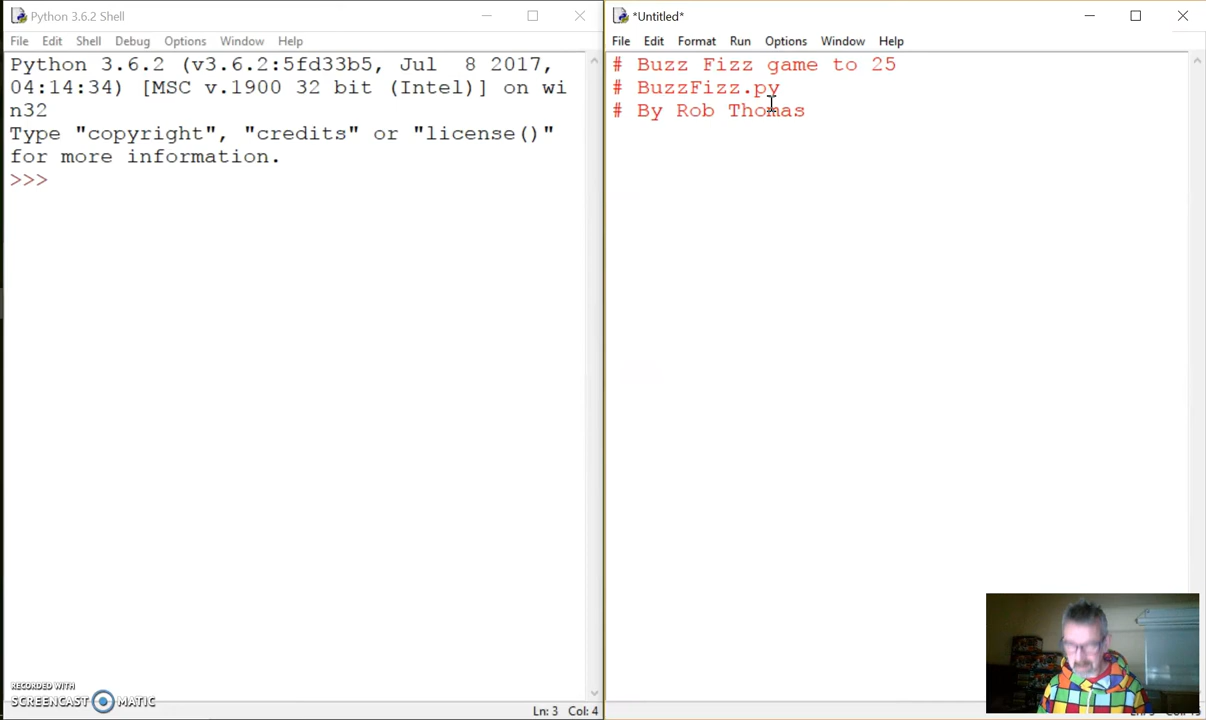 Python 3.6.2 Shell
File Edit Shell Debug Options Window Help
Python 3.6.2 (v3.6.2:5fd33b5, Jul 8 2017,
04:14:34) [MSC v.1900 32 bit (Intel)] on wi
n32
Type "copyright", "credits" or "license()"
for more information.
>>>
RECORDED WITH
SCREENCAST MATIC
Ln: 3 Col: 4
*Untitled*
File Edit Format Run Options Window Help
# Buzz Fizz game to 25
# BuzzFizz.py
# By Rob Thomas